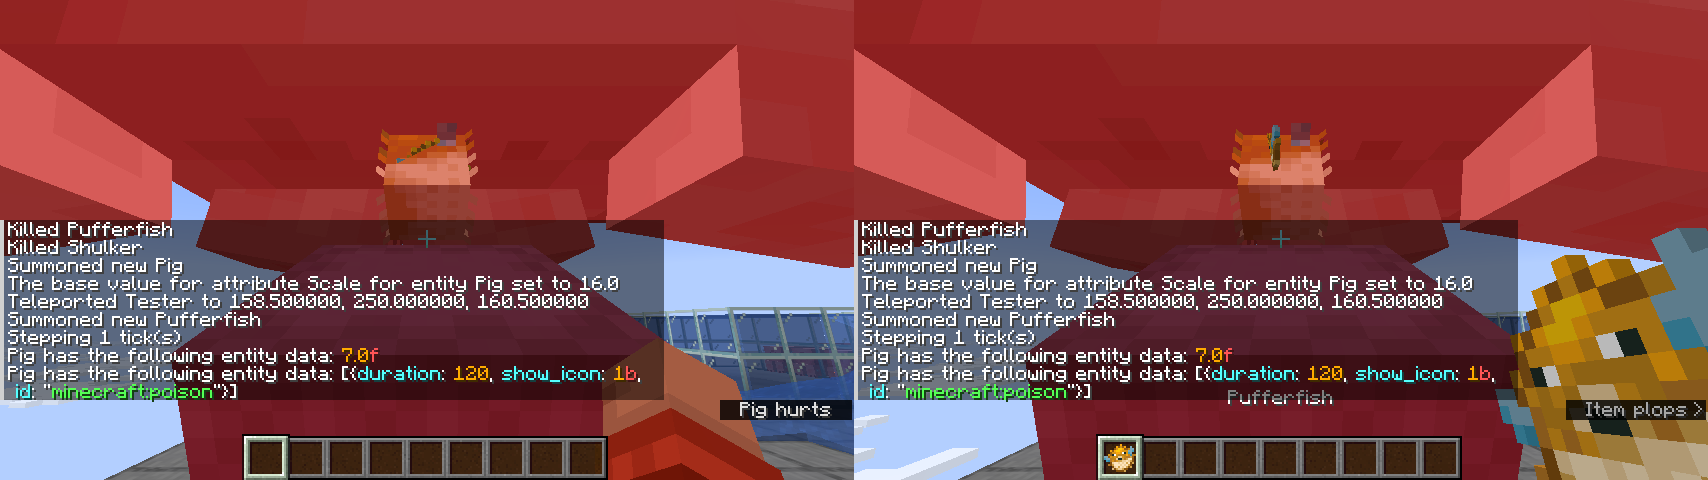 Killed Pufferfish
Killed Shulker
Summoned new Pig
The base value for attribute Scale for entity Pig set to 16.0
Teleported Tester to 158.500000, 250.000000, 160.500000
Summoned new Pufferfish
Stepping 1 tick(s)
Pig has the following entity data: 7.0f
Pig has the following entity data: [{duration: 120, show_icon: 1b,
id: "minecraft:poison"}]
Pig hurts
Killed Pufferfish
Killed Shulker
Summoned new Pig
The base value for attribute Scale for entity Pig set to 16.0
Teleported Tester to 158.500000, 250.000000, 160.500000
Summoned new Pufferfish
Stepping 1 tick(s)
Pig has the following entity data: 7.0f
Pig has the following entity data: [{duration: 120, show_icon: 1b,
id: "minecraft:poison"}]
Pufferfish
Item plops >